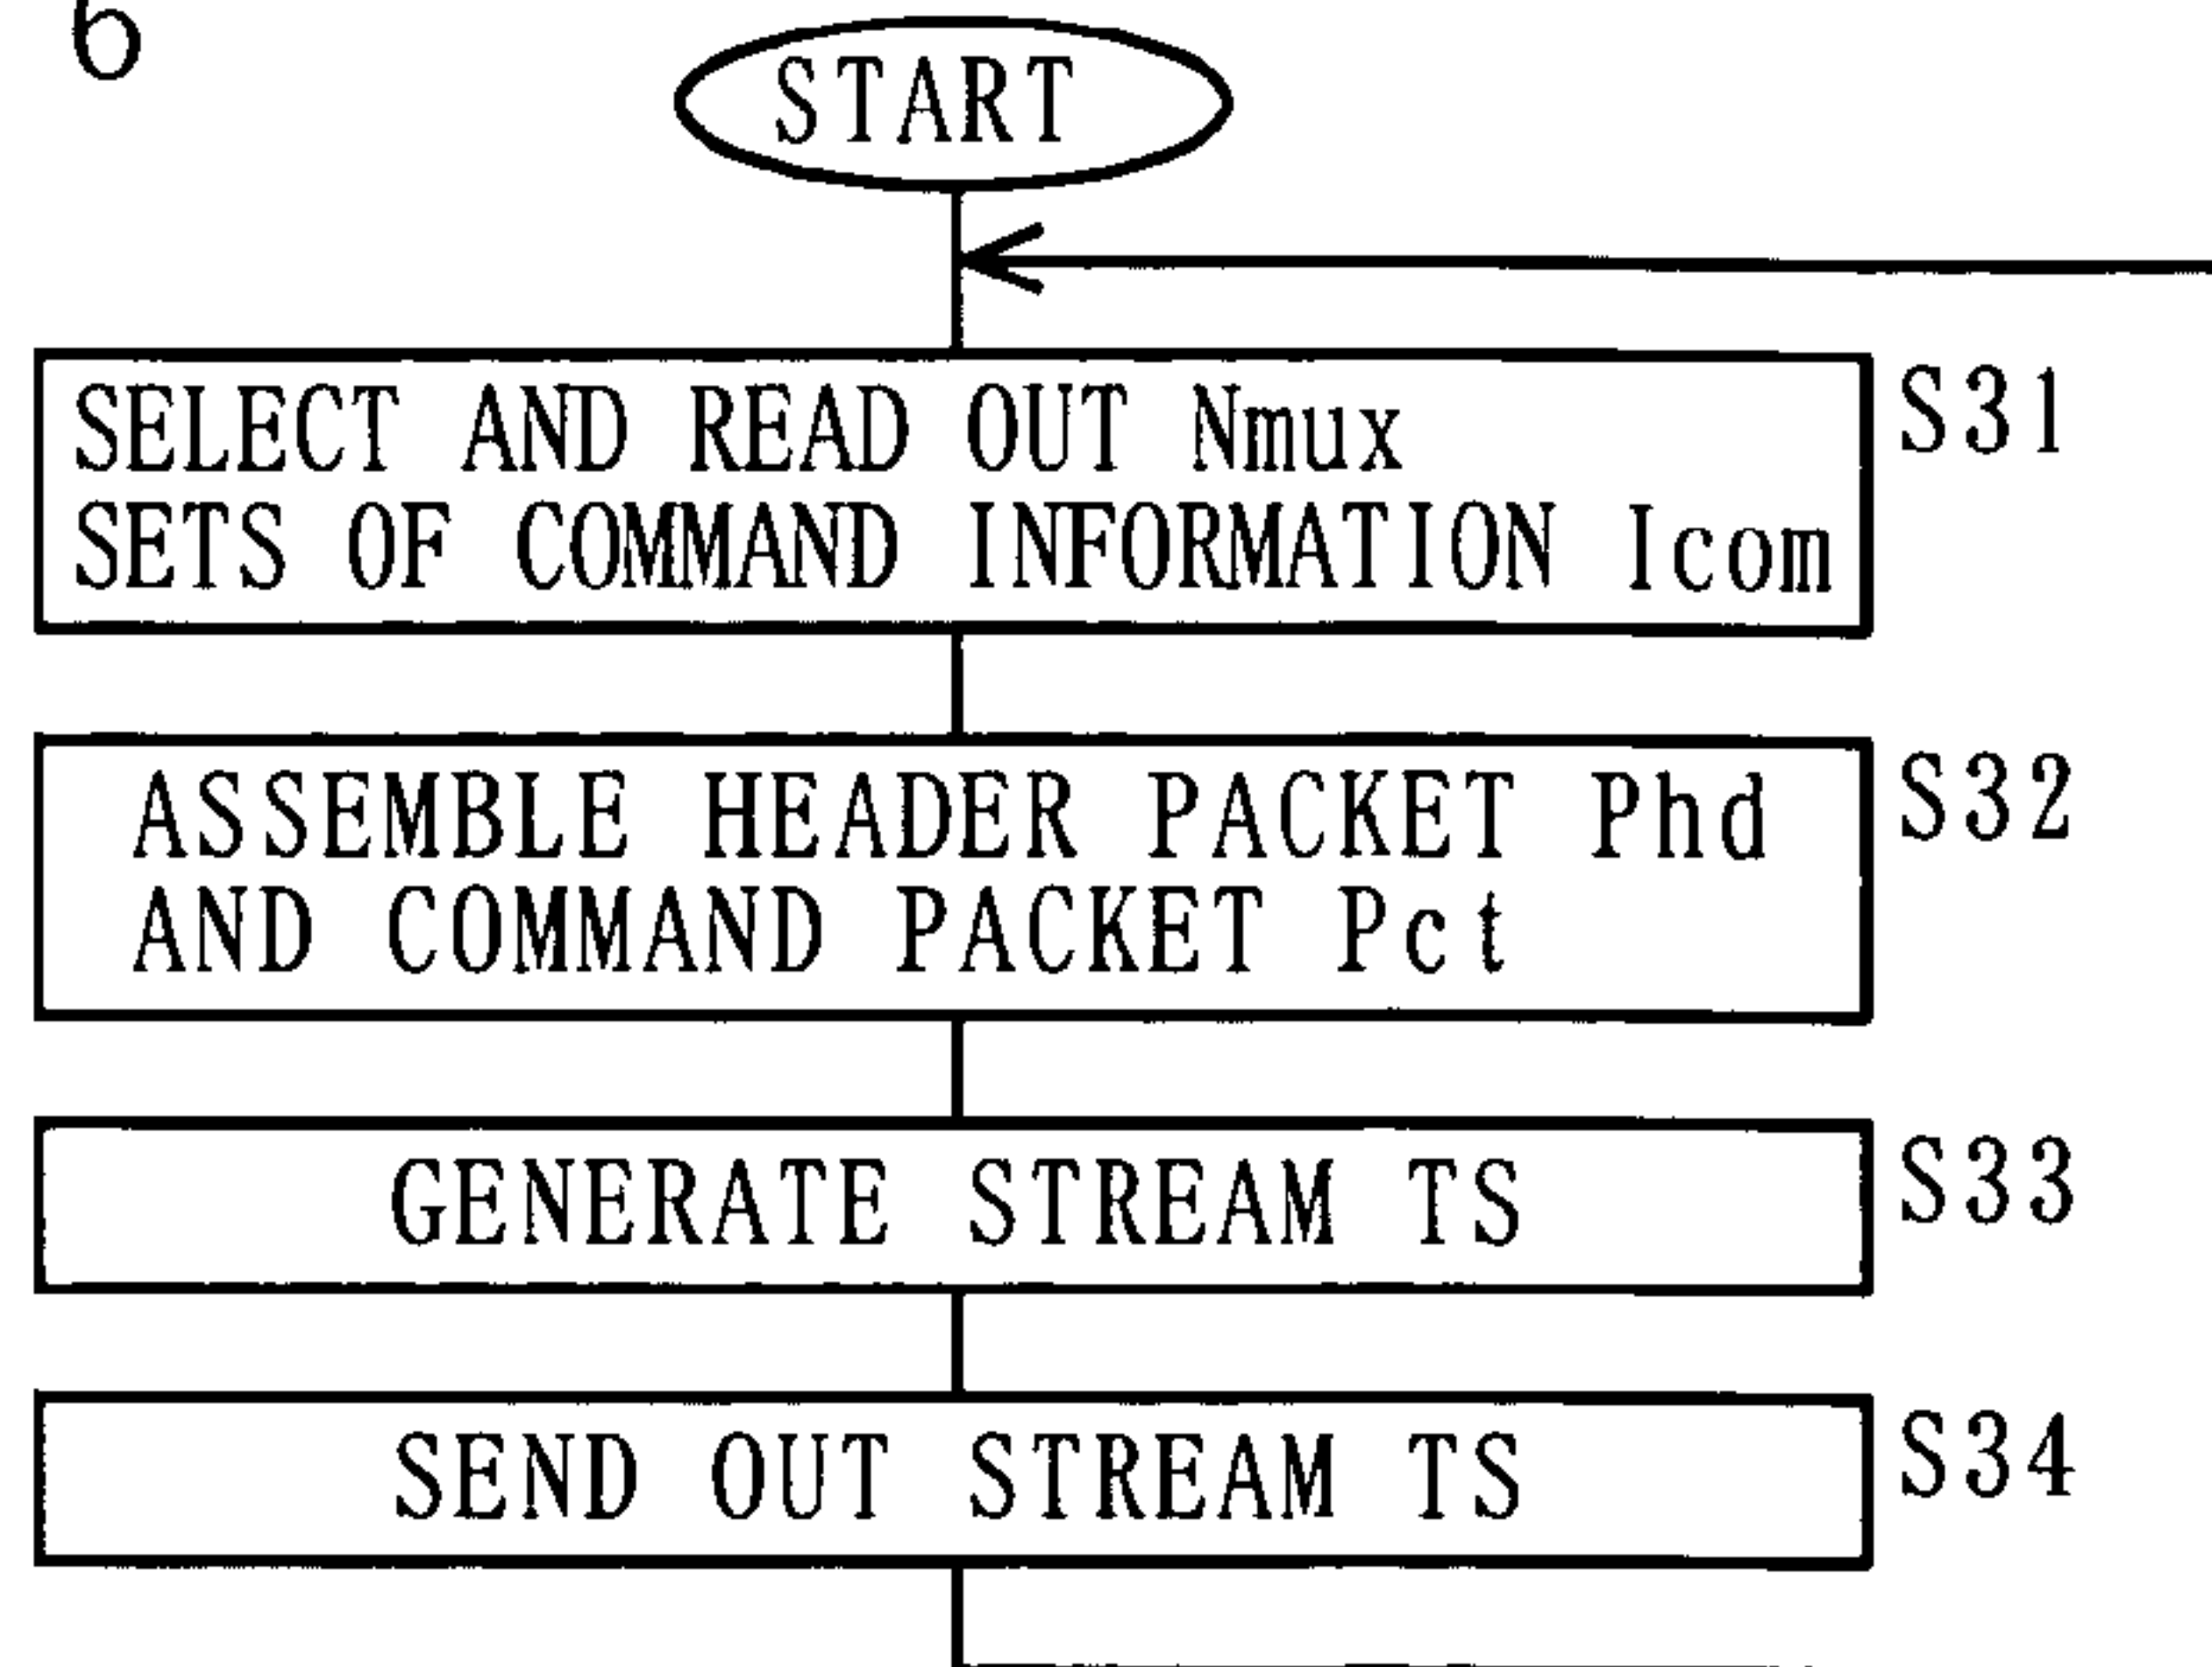 6
START
SELECT AND READ OUT Nmux
SETS OF COMMAND INFORMATION Icom
S31
ASSEMBLE HEADER PACKET Phd
AND COMMAND PACKET Pct
S32
GENERATE STREAM TS
S33
SEND OUT STREAM TS
S34